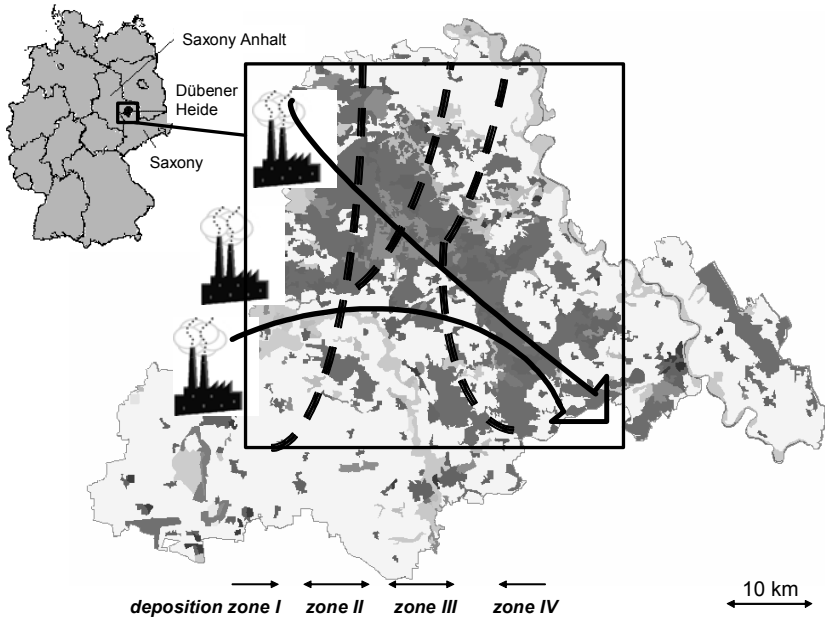 Saxony Anhalt
Dübener
Heide
Saxony
deposition zone I
zone II
zone III
zone IV
10 km